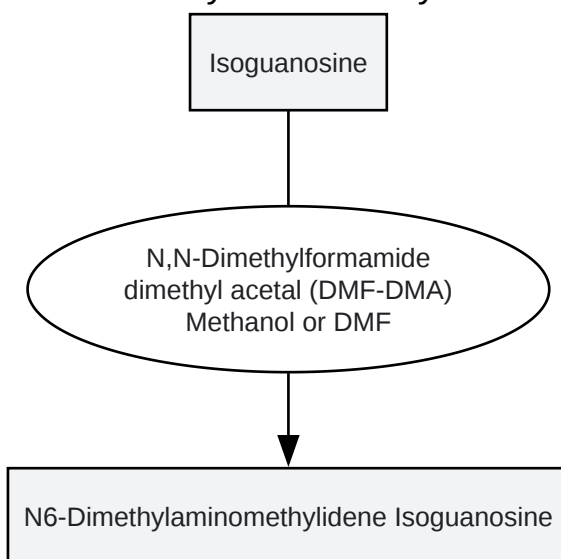 Isoguanosine
N,N-Dimethylformamide
dimethyl acetal (DMF-DMA)
Methanol or DMF
N6-Dimethylaminomethylidene Isoguanosine